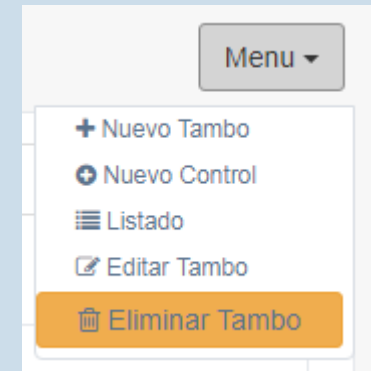 Menu
Nuevo Tambo
Nuevo Control
Listado
Editar Tambo
Eliminar Tambo